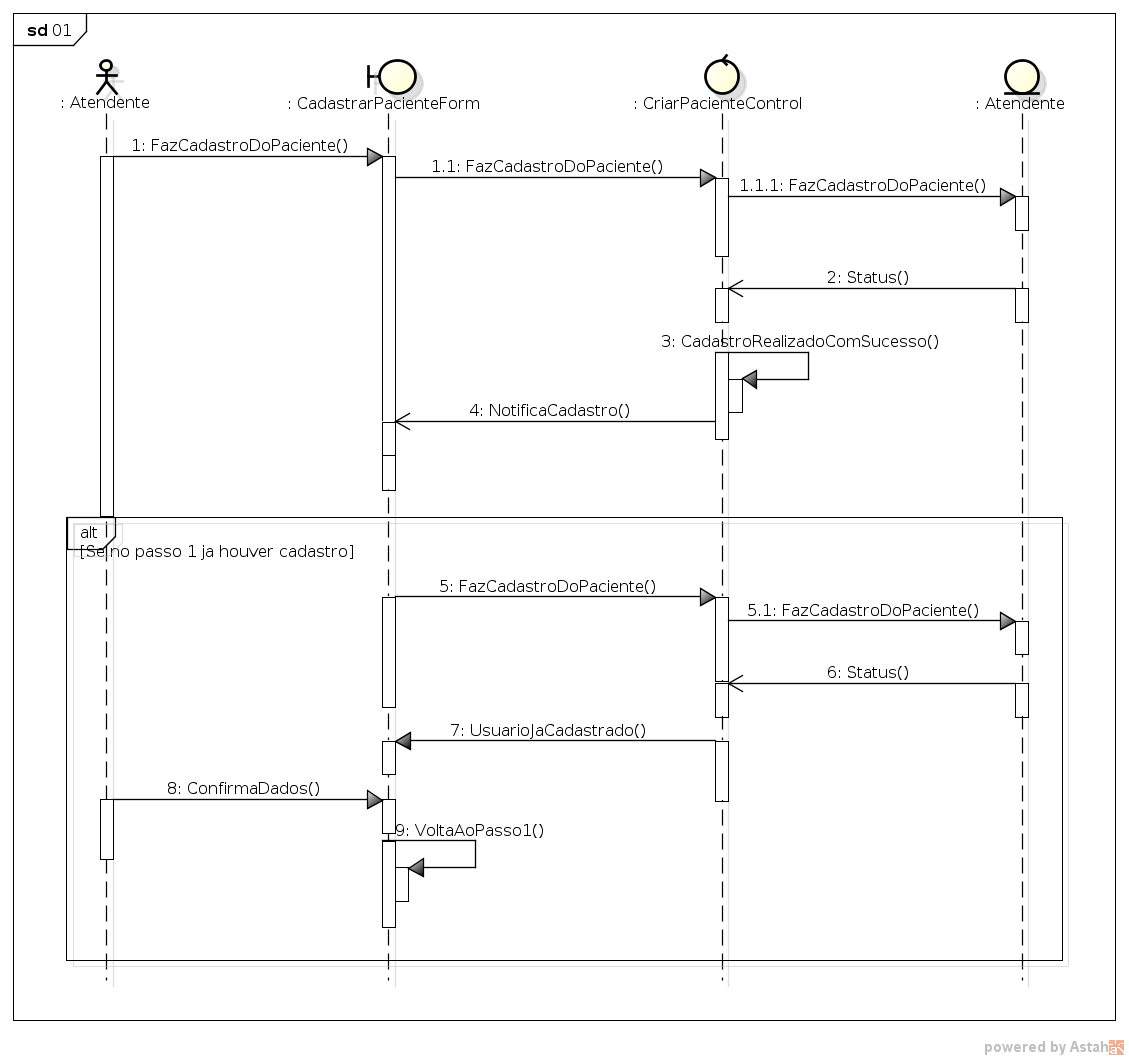 sd 01
: Atendente
: CadastrarPacienteForm
: CriarPacienteControl
: Atendente
1: FazCadastroDoPaciente()
1.1: FazCadastroDoPaciente()
1.1.1: FazCadastroDoPaciente()
2: Status()
3: CadastroRealizadoComSucesso()
4: NotificaCadastro()
alt
[Se no passo 1 ja houver cadastro]
5: FazCadastroDoPaciente()
5.1: FazCadastroDoPaciente()
6: Status()
7: UsuarioJaCadastrado()
8: ConfirmaDados()
9: VoltaAoPasso1()
powered by Astah